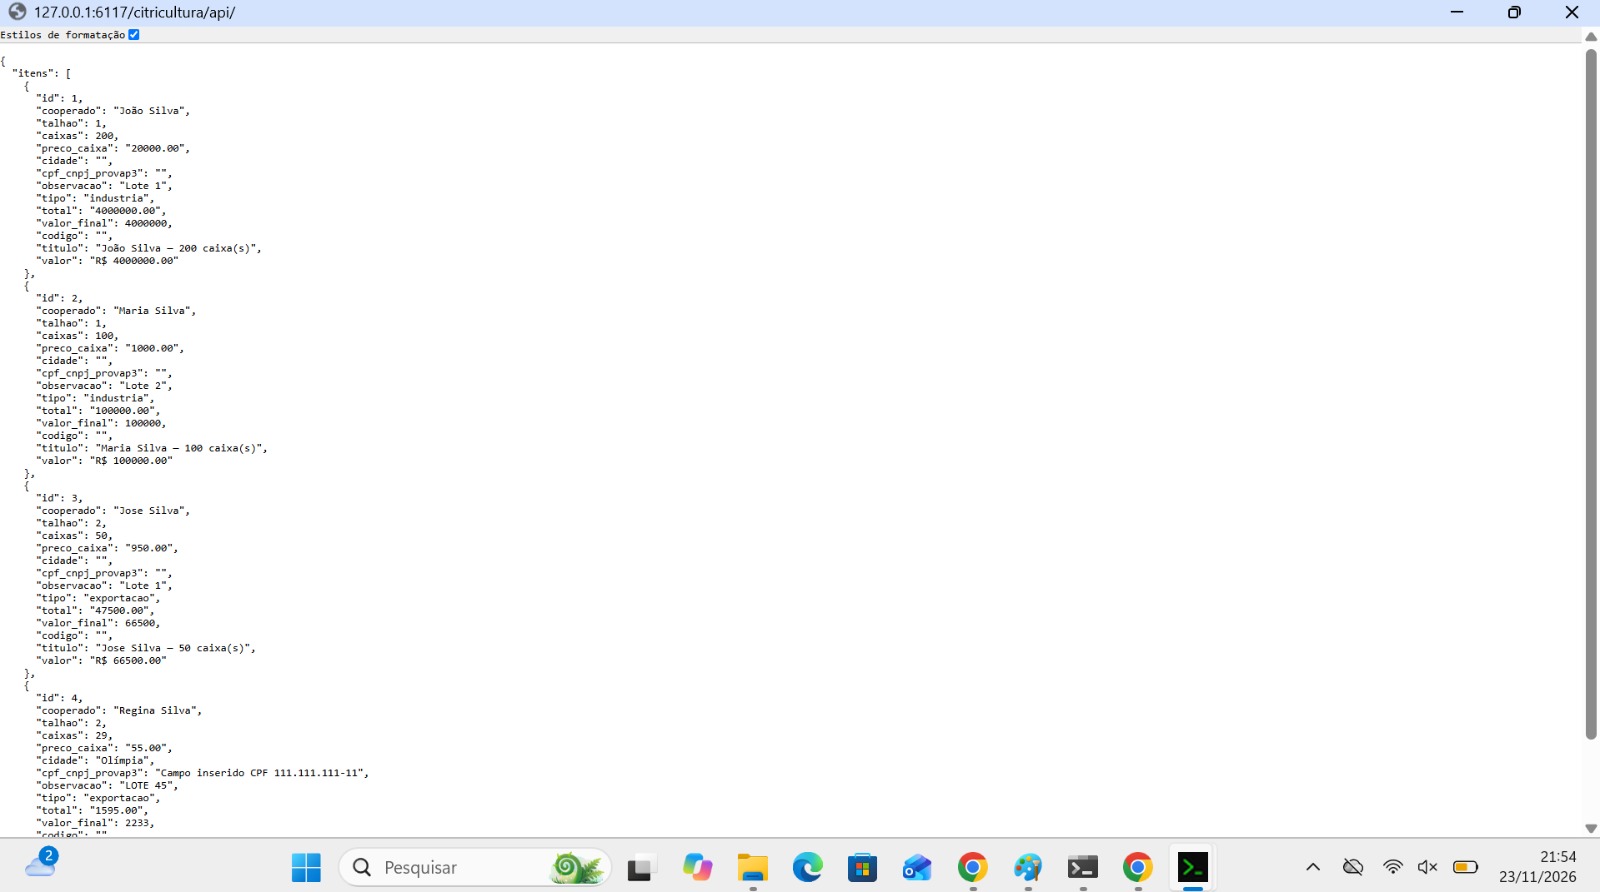 127.0.0.1:6117/citricultura/api/
Estilos de formatação
{
"itens": [
{
"id": 1,
"cooperado": "João Silva",
"talhao": 1,
"caixas": 200,
"preco_caixa": "20000.00",
"cidade": "",
"cpf_cnpj_provap3": "",
"observacao": "Lote 1",
"tipo": "industria",
"total": "4000000.00",
"valor_final": 4000000,
"codigo": "",
"titulo": "João Silva — 200 caixa(s)",
"valor": "R$ 4000000.00"
},
{
"id": 2,
"cooperado": "Maria Silva",
"talhao": 1,
"caixas": 100,
"preco_caixa": "1000.00",
"cidade": "",
"cpf_cnpj_provap3": "",
"observacao": "Lote 2",
"tipo": "industria",
"total": "100000.00",
"valor_final": 100000,
"codigo": "",
"titulo": "Maria Silva — 100 caixa(s)",
"valor": "R$ 100000.00"
},
{
"id": 3,
"cooperado": "Jose Silva",
"talhao": 2,
"caixas": 50,
"preco_caixa": "950.00",
"cidade": "",
"cpf_cnpj_provap3": "",
"observacao": "Lote 1",
"tipo": "exportacao",
"total": "47500.00",
"valor_final": 66500,
"codigo": "",
"titulo": "Jose Silva — 50 caixa(s)",
"valor": "R$ 66500.00"
},
{
"id": 4,
"cooperado": "Regina Silva",
"talhao": 2,
"caixas": 29,
"preco_caixa": "55.00",
"cidade": "Olímpia",
"cpf_cnpj_provap3": "Campo inserido CPF 111.111.111-11",
"observacao": "LOTE 45",
"tipo": "exportacao",
"total": "1595.00",
"valor_final": 2233,
"codigo": ""
2
Pesquisar
21:54
23/11/2026